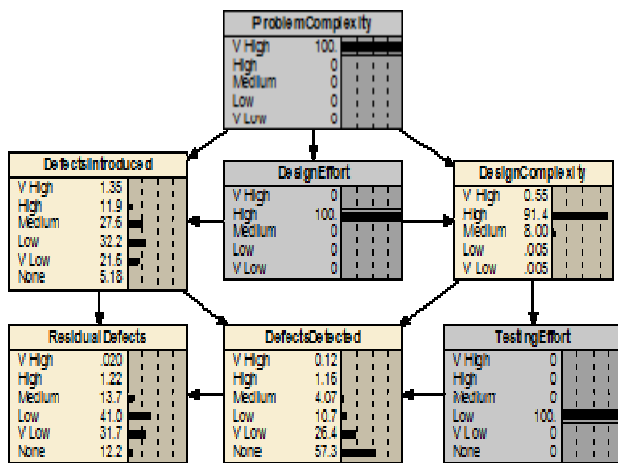 ProblemComplexity
V High 100.
High 0
Medium 0
Low 0
V Low 0
DefectsIntroduced
V High 1.35
High 11.9
Medium 27.6
Low 32.2
V Low 21.6
None 5.18
DesignEffort
V High 0
High 100.
Medium 0
Low 0
V Low 0
DesignComplexity
V High 0.55
High 91.4
Medium 8.00
Low .005
V Low .005
ResidualDefects
V High .020
High 1.22
Medium 13.7
Low 41.0
V Low 31.7
None 12.2
DefectsDetected
V High 0.12
High 1.16
Medium 4.07
Low 10.7
V Low 26.4
None 57.3
TestingEffort
V High 0
High 0
Medium 0
Low 100.
V Low 0
None 0